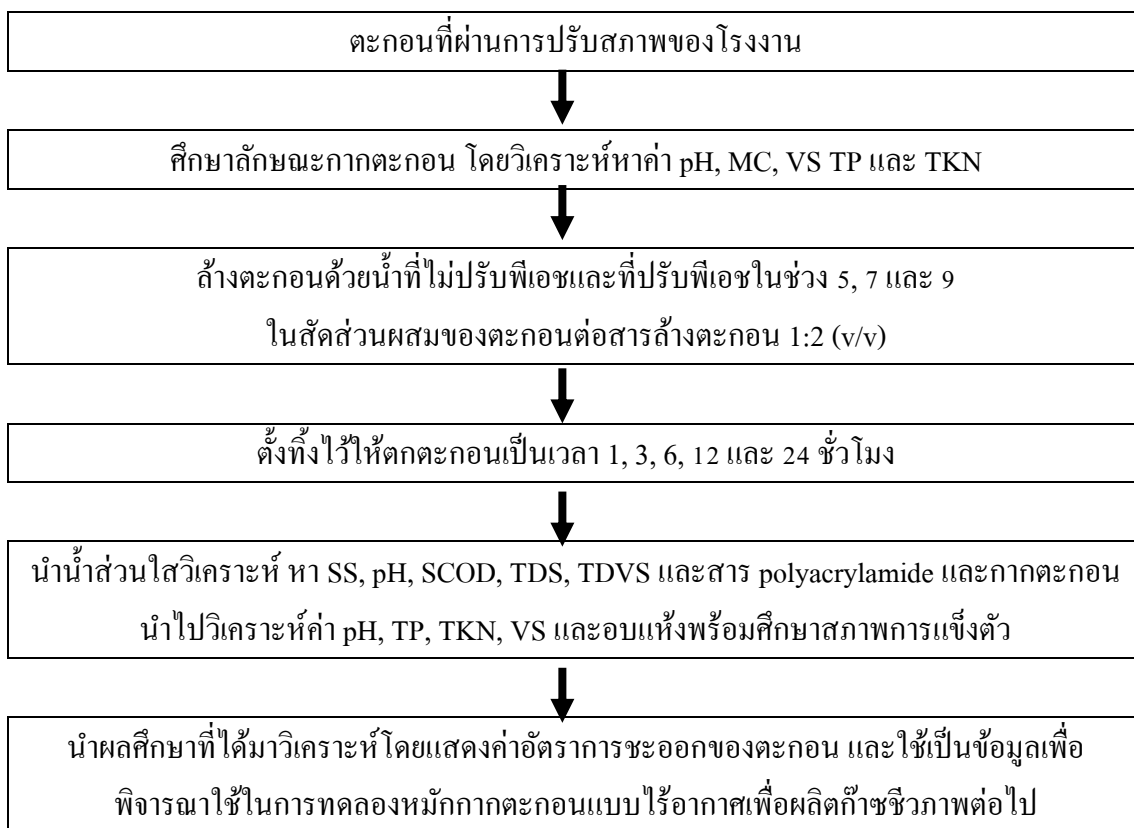 ตะกอนที่ผ่านการปรับสภาพของโรงงาน
ศึกษาลักษณะกากตะกอน โดยวิเคราะห์หาค่า pH, MC, VS TP และ TKN
ล้างตะกอนด้วยน้ำที่ไม่ปรับพีเอชและที่ปรับพีเอชในช่วง 5, 7 และ 9
ในสัดส่วนผสมของตะกอนต่อสารล้างตะกอน 1:2 (v/v)
ตั้งทิ้งไว้ให้ตกตะกอนเป็นเวลา 1, 3, 6, 12 และ 24 ชั่วโมง
นำน้ำส่วนใสวิเคราะห์ หา SS, pH, SCOD, TDS, TDVS และสาร polyacrylamide และกากตะกอน
นำไปวิเคราะห์ค่า pH, TP, TKN, VS และอบแห้งพร้อมศึกษาสภาพการแข็งตัว
นำผลศึกษาที่ได้มาวิเคราะห์โดยแสดงค่าอัตราการชะออกของตะกอน และใช้เป็นข้อมูลเพื่อ
พิจารณาใช้ในการทดลองหมักกากตะกอนแบบไร้อากาศเพื่อผลิตก๊าซชีวภาพต่อไป